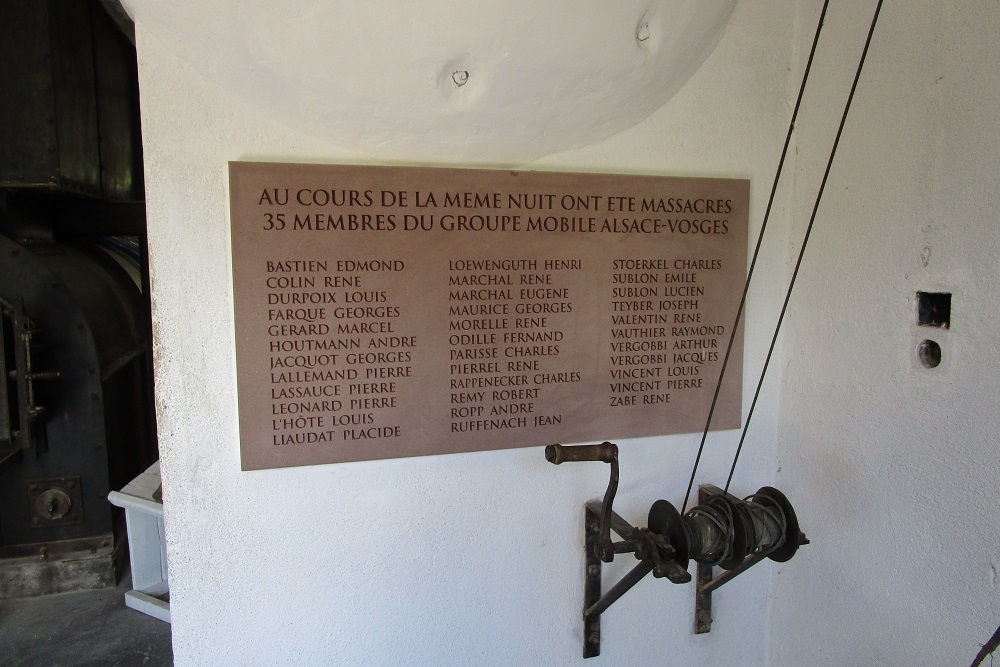 AU COURS DE LA MEME NUIT ONT ETE MASSACRES
35 MEMBRES DU GROUPE MOBILE ALSACE-VOSGES
BASTIEN EDMOND
COLIN RENE
DURPOIX LOUIS
FARQUE GEORGES
GERARD MARCEL
HOUTMANN ANDRE
JACQUOT GEORGES
LALLEMAND PIERRE
LASSAUCE PIERRE
LEONARD PIERRE
L'HÔTE LOUIS
LIAUDAT PLACIDE
LOEWENGUTH HENRI
MARCHAL RENE
MARCHAL EUGENE
MAURICE GEORGES
MORELLE RENE
ODILLE FERNAND
PARISSE CHARLES
PIERREL RENE
RAPPENECKER CHARLES
REMY ROBERT
ROPP ANDRE
RUFFENACH JEAN
STOERKEL CHARLES
SUBLON EMILE
SUBLON LUCIEN
TEYBER JOSEPH
VALENTIN RENE
VAUTHIER RAYMOND
VERGOBBI ARTHUR
VERGOBBI JACQUES
VINCENT LOUIS
VINCENT PIERRE
ZABE RENE